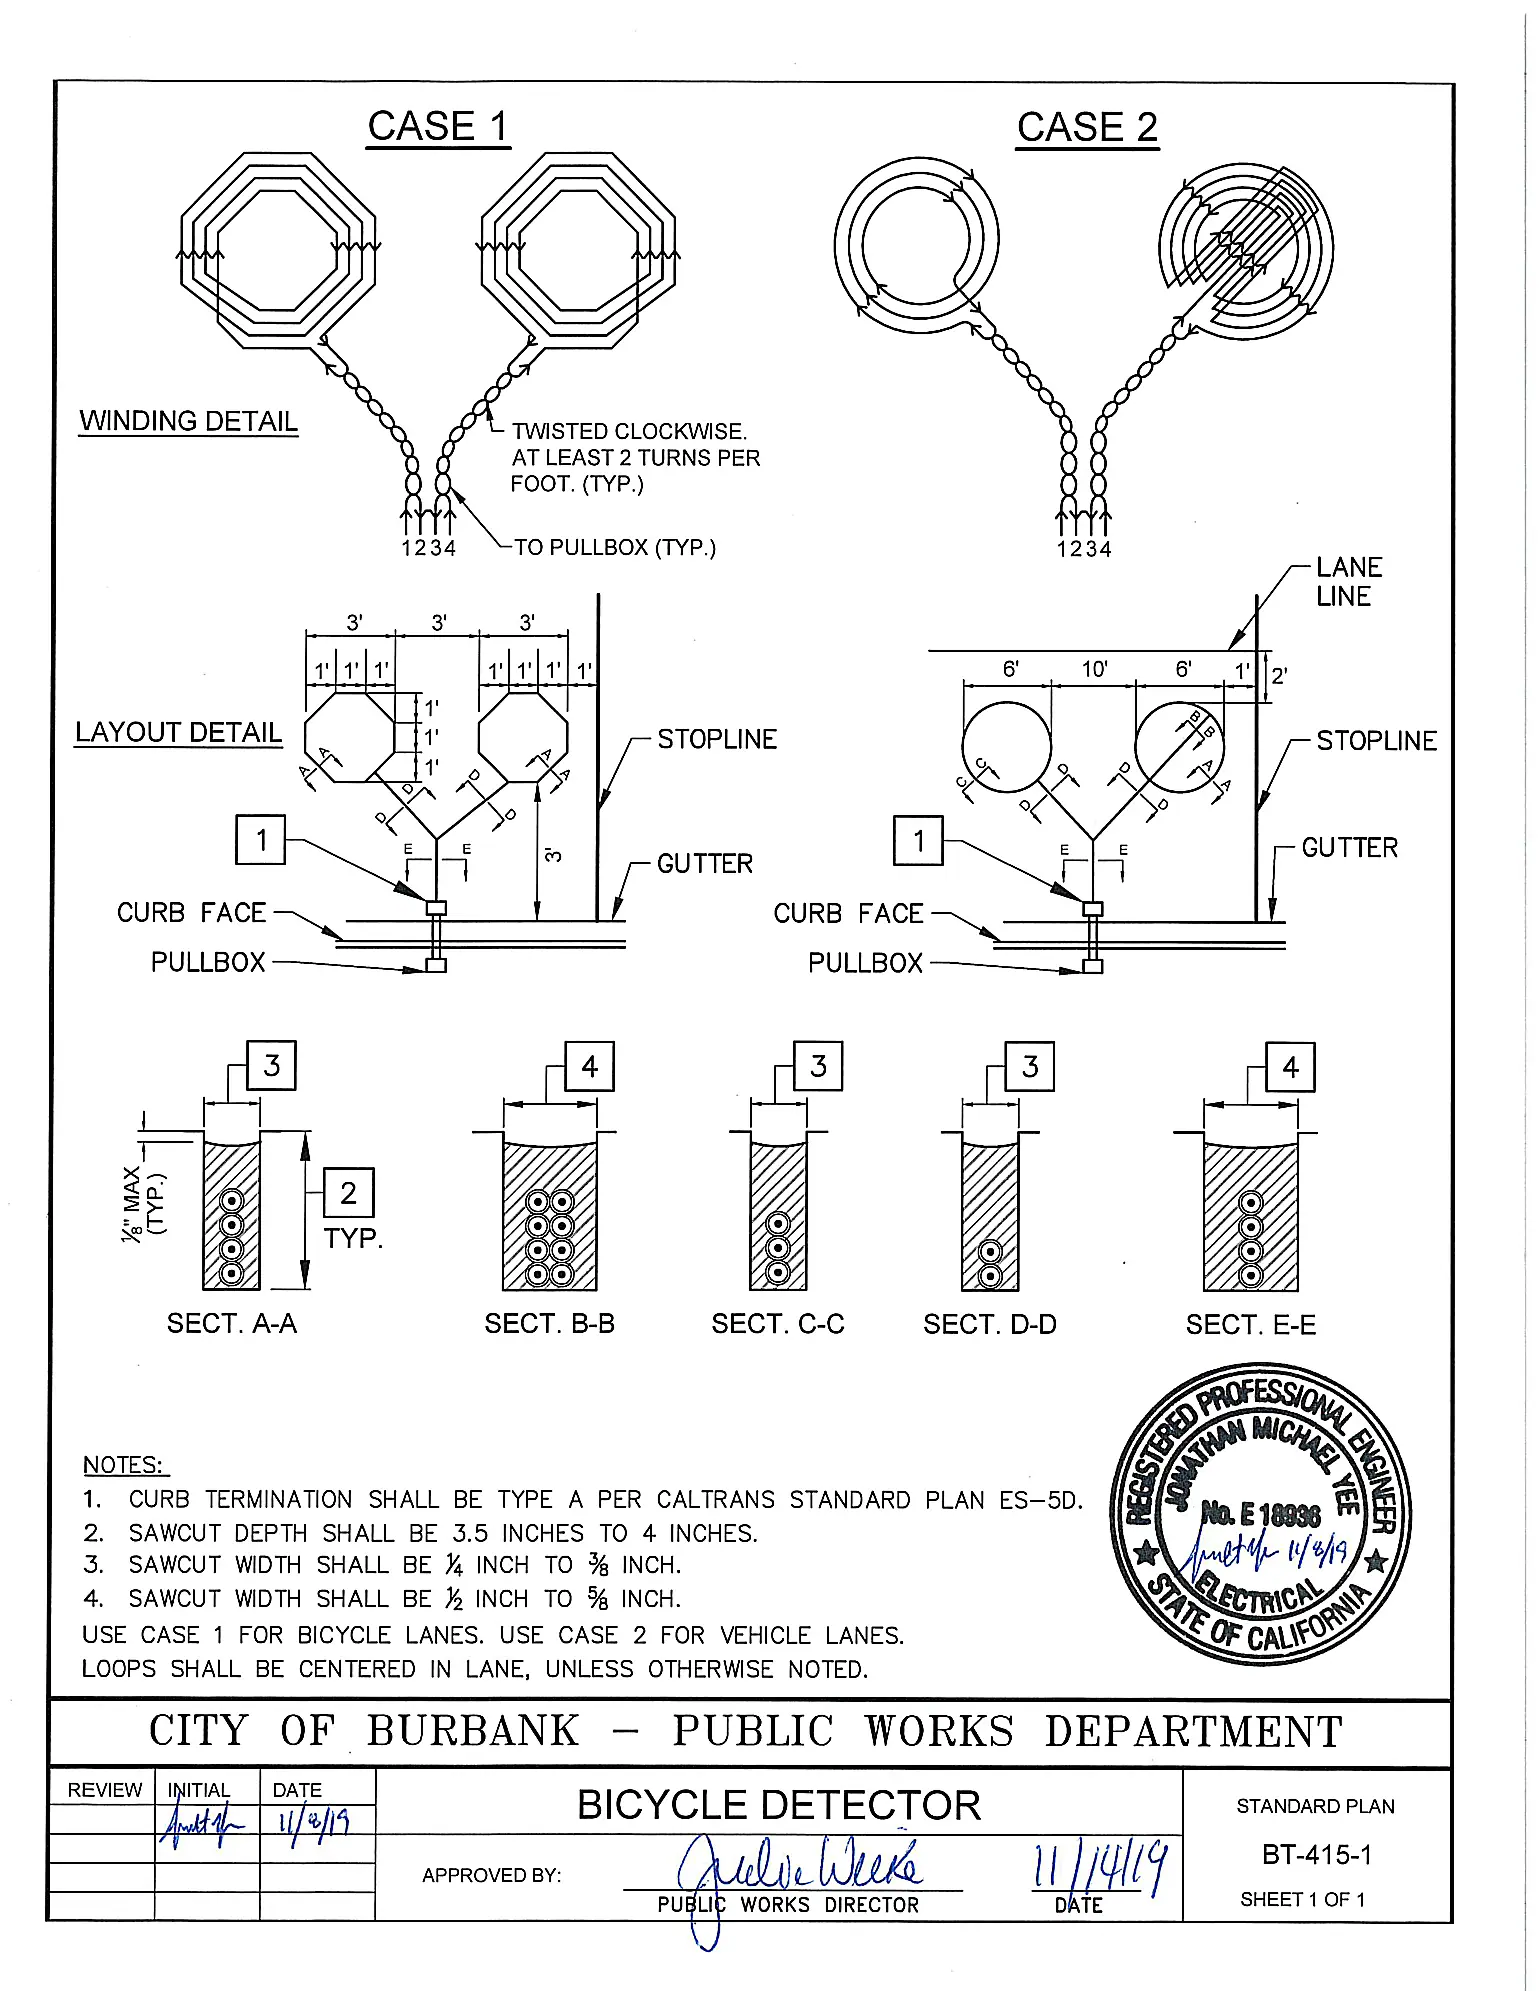 CASE 1
CASE 2
WINDING DETAIL
TWISTED CLOCKWISE.
AT LEAST 2 TURNS PER
FOOT. (TYP.)
1 2 3 4
TO PULLBOX (TYP.)
1 2 3 4
LANE
LINE
3' 3' 3'
1' 1' 1' 1' 1' 1' 1'
6' 10' 6' 1' 2'
LAYOUT DETAIL
1'
1'
1'
STOPLINE
STOPLINE
A A A A
D D D D
C C D D D D
B B A A
1
E E
3'
GUTTER
1
E E
GUTTER
CURB FACE
CURB FACE
PULLBOX
PULLBOX
3
4
3
3
4
1/8" MAX
(TYP.)
2
TYP.
SECT. A-A
SECT. B-B
SECT. C-C
SECT. D-D
SECT. E-E
REGISTERED PROFESSIONAL ENGINEER
JONATHAN MICHAEL YEE
No. E 18936
11/8/19
ELECTRICAL
STATE OF CALIFORNIA
NOTES:
1. CURB TERMINATION SHALL BE TYPE A PER CALTRANS STANDARD PLAN ES-5D.
2. SAWCUT DEPTH SHALL BE 3.5 INCHES TO 4 INCHES.
3. SAWCUT WIDTH SHALL BE 1/4 INCH TO 3/8 INCH.
4. SAWCUT WIDTH SHALL BE 1/2 INCH TO 5/8 INCH.
USE CASE 1 FOR BICYCLE LANES. USE CASE 2 FOR VEHICLE LANES.
LOOPS SHALL BE CENTERED IN LANE, UNLESS OTHERWISE NOTED.
CITY OF BURBANK - PUBLIC WORKS DEPARTMENT
REVIEW INITIAL DATE
11/8/19
BICYCLE DETECTOR
APPROVED BY:
11/14/19
PUBLIC WORKS DIRECTOR
DATE
STANDARD PLAN
BT-415-1
SHEET 1 OF 1